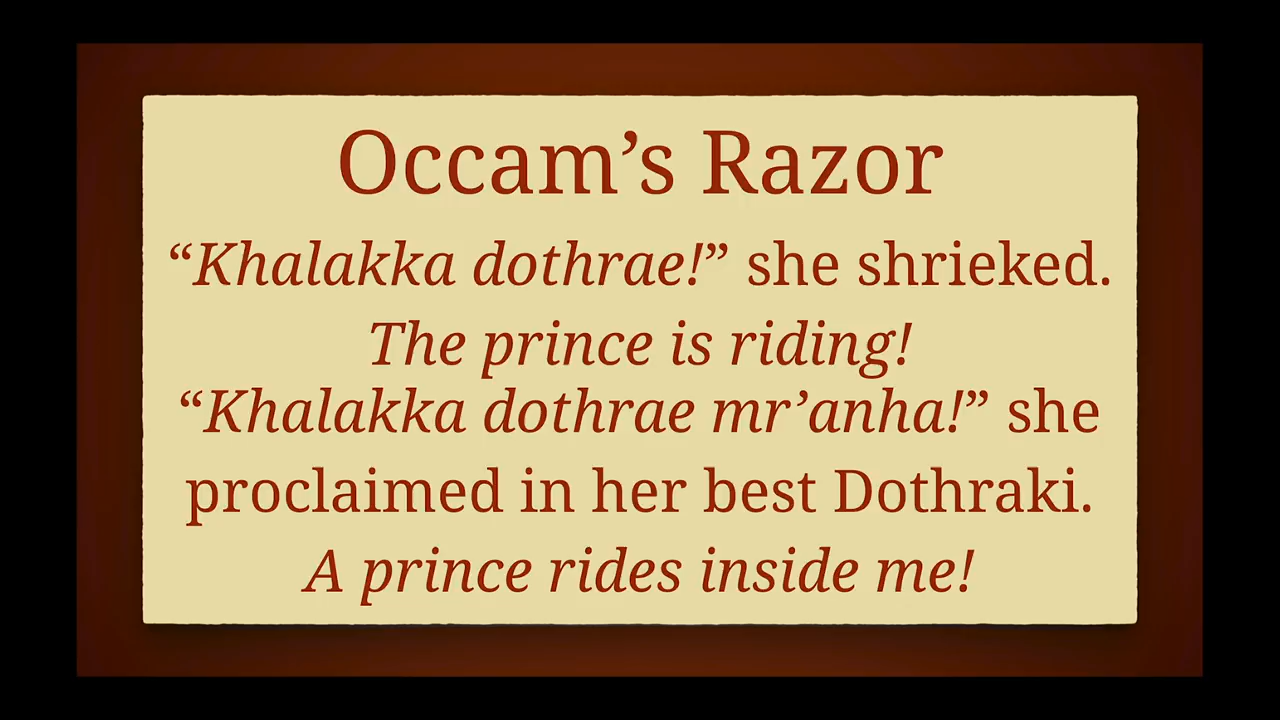 Occam’s Razor
“Khalakka dothrae!” she shrieked.
The prince is riding!
“Khalakka dothrae mr’anha!” she
proclaimed in her best Dothraki.
A prince rides inside me!